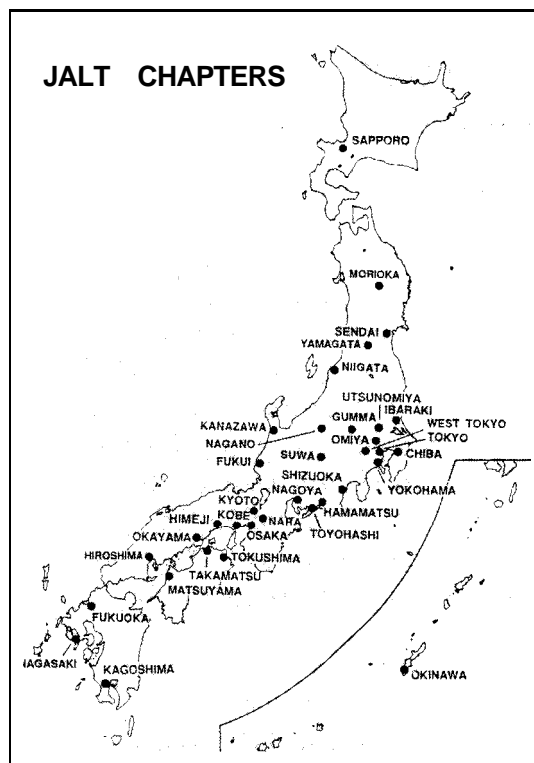 JALT CHAPTERS
SAPPORO
MORIOKA
SENDAI
YAMAGATA
NIIGATA
UTSUNOMIYA
IBARAKI
GUMMA
KANAZAWA
WEST TOKYO
NAGANO
OMIYA
TOKYO
SUWA
CHIBA
FUKUI
SHIZUOKA
YOKOHAMA
NAGOYA
KYOTO
HAMAMATSU
HIMEJI
KOBE
NARA
OSAKA
TOYOHASHI
OKAYAMA
HIROSHIMA
TOKUSHIMA
TAKAMATSU
MATSUYAMA
FUKUOKA
NAGASAKI
KAGOSHIMA
OKINAWA